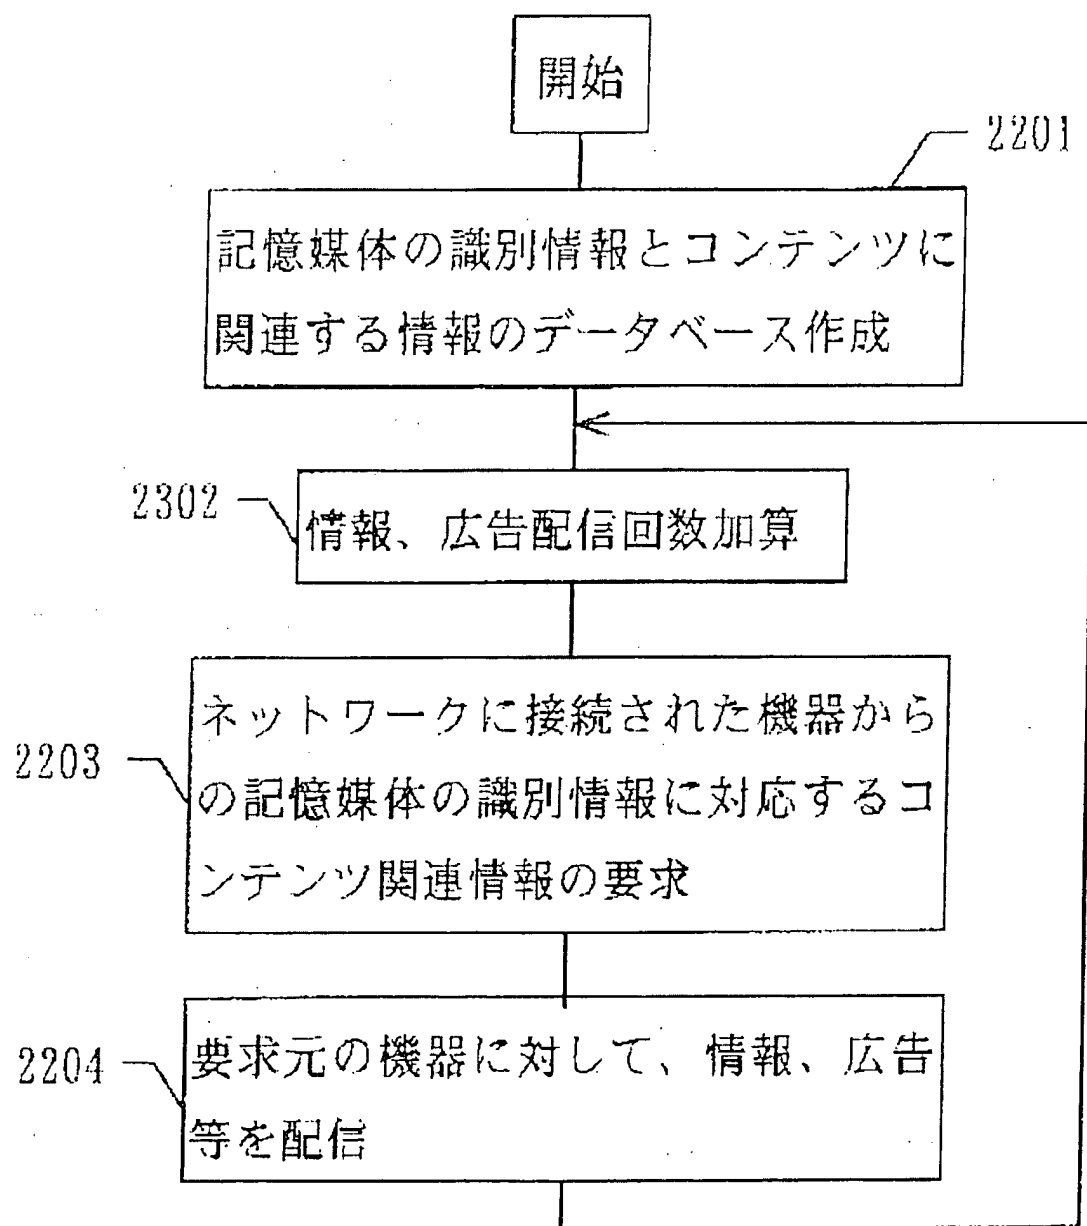 開始
2201
記憶媒体の識別情報とコンテンツに
関連する情報のデータベース作成
2302
情報、広告配信回数加算
2203
ネットワークに接続された機器から
の記憶媒体の識別情報に対応するコ
ンテンツ関連情報の要求
2204
要求元の機器に対して、情報、広告
等を配信